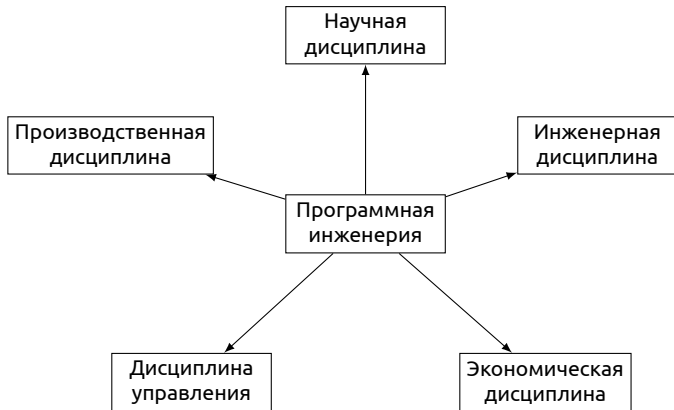 Научная
дисциплина
Производственная
дисциплина
Инженерная
дисциплина
Программная
инженерия
Дисциплина
управления
Экономическая
дисциплина